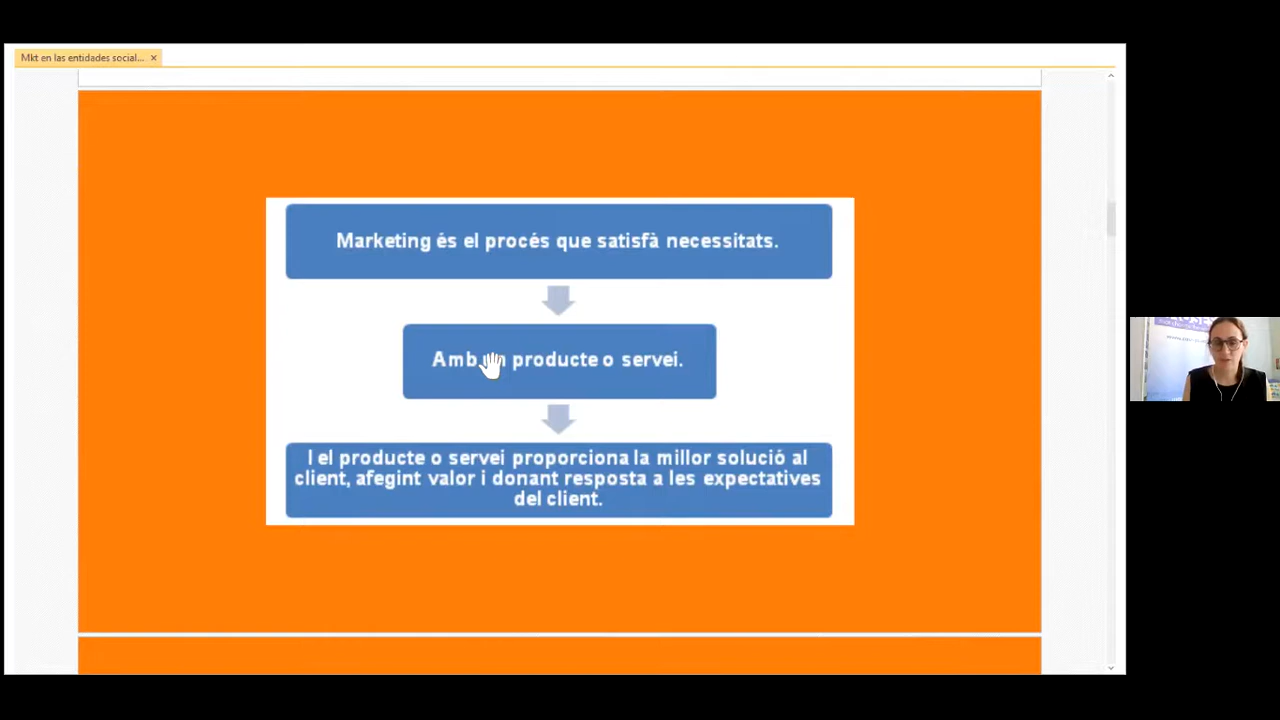 Mkt en las entidades social...
Marketing és el procés que satisfà necessitats.
Amb un producte o servei.
I el producte o servei proporciona la millor solució al
client, afegint valor i donant resposta a les expectatives
del client.